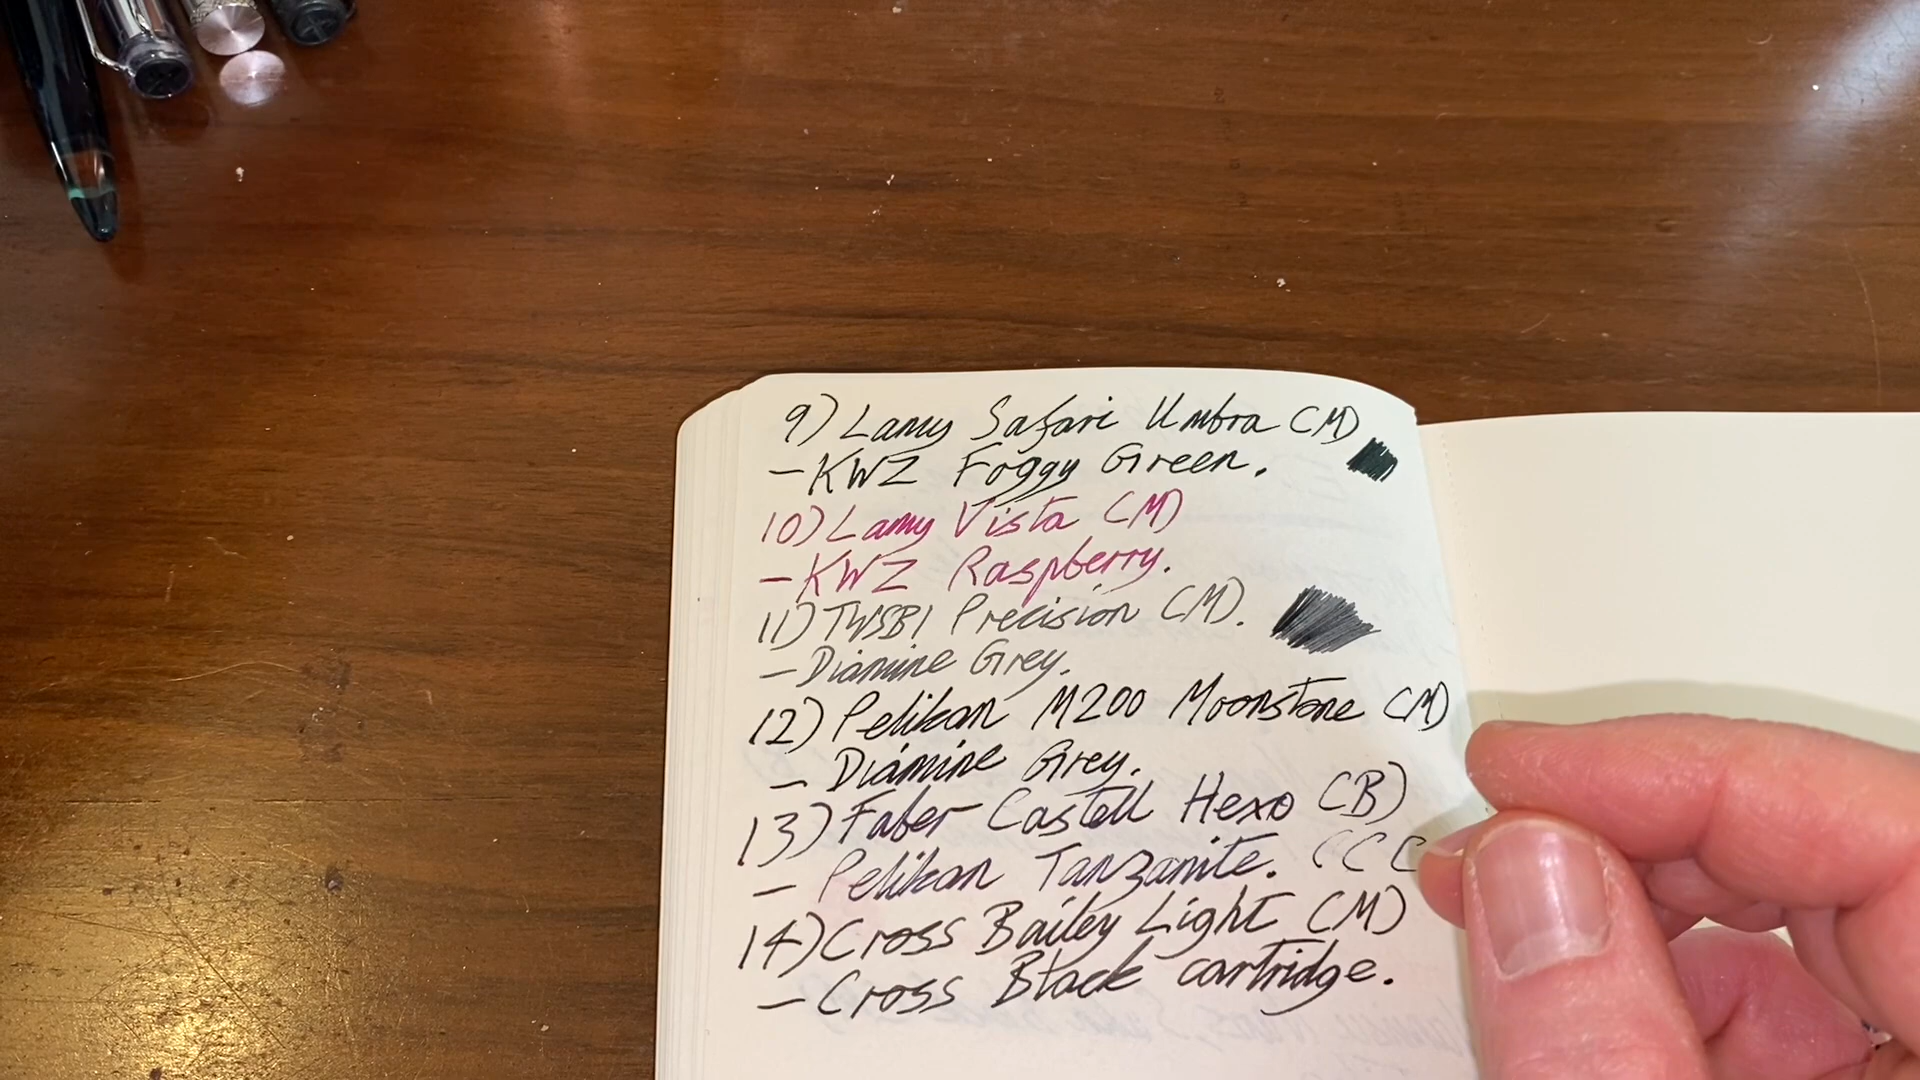 9) Lamy Safari Umbra (M)
- KWZ Foggy Green.
10) Lamy Vista (M)
- KWZ Raspberry.
11) TWSBI Precision (M).
- Diamine Grey.
12) Pelikan M200 Moonstone (M)
- Diamine Grey.
13) Faber Castell Hexo (B)
- Pelikan Tanzanite. CCC
14) Cross Bailey Light (M)
- Cross Black cartridge.